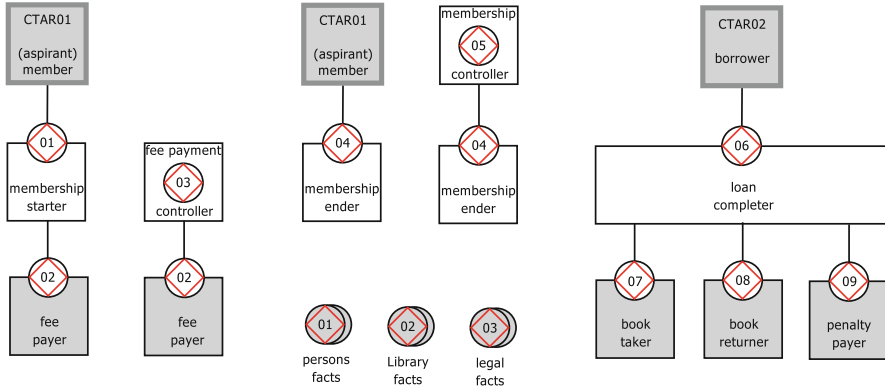 CTAR01
(aspirant)
member
01
membership
starter
02
fee
payer
fee payment
03
controller
02
fee
payer
CTAR01
(aspirant)
member
04
membership
ender
membership
05
controller
04
membership
ender
01
persons
facts
02
Library
facts
03
legal
facts
CTAR02
borrower
06
loan
completer
07
book
taker
08
book
returner
09
penalty
payer